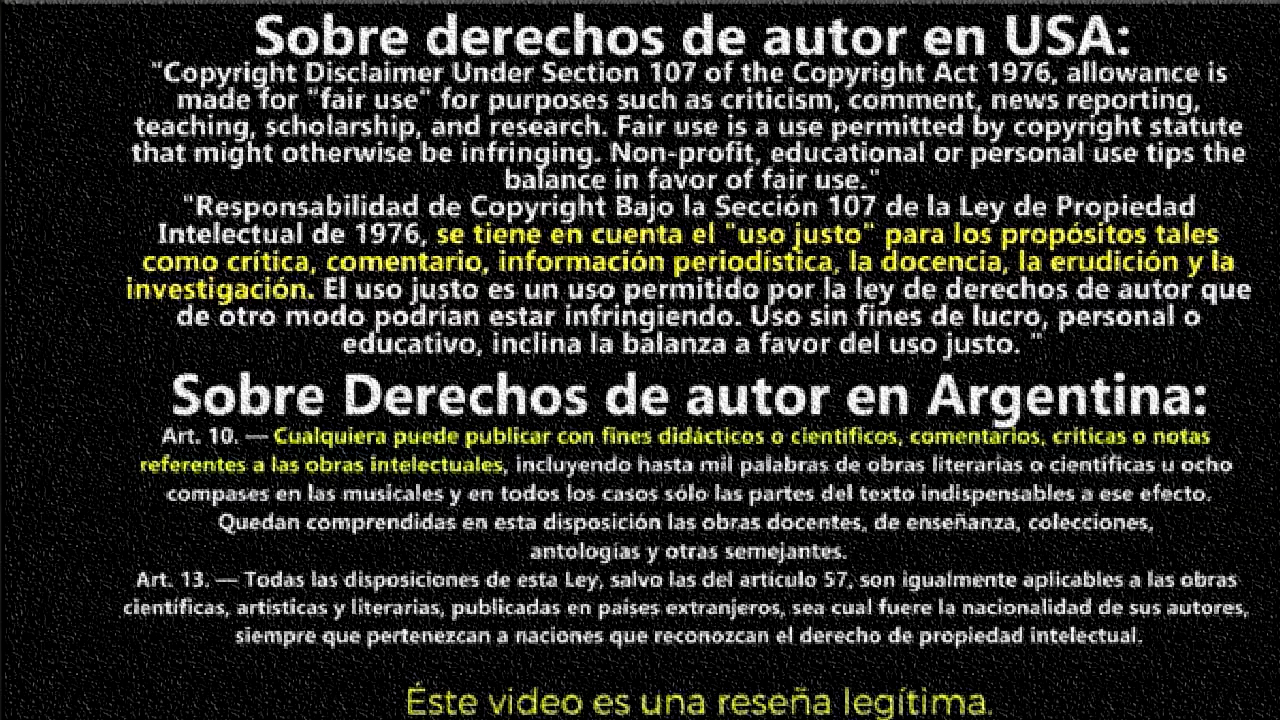 Sobre derechos de autor en USA:
"Copyright Disclaimer Under Section 107 of the Copyright Act 1976, allowance is
made for "fair use" for purposes such as criticism, comment, news reporting,
teaching, scholarship, and research. Fair use is a use permitted by copyright statute
that might otherwise be infringing. Non-profit, educational or personal use tips the
balance in favor of fair use."
"Responsabilidad de Copyright Bajo la Sección 107 de la Ley de Propiedad
Intelectual de 1976, se tiene en cuenta el "uso justo" para los propósitos tales
como crítica, comentario, información periodística, la docencia, la erudición y la
investigación. El uso justo es un uso permitido por la ley de derechos de autor que
de otro modo podrían estar infringiendo. Uso sin fines de lucro, personal o
educativo, inclina la balanza a favor del uso justo. "
Sobre Derechos de autor en Argentina:
Art. 10. — Cualquiera puede publicar con fines didácticos o científicos, comentarios, críticas o notas
referentes a las obras intelectuales, incluyendo hasta mil palabras de obras literarias o científicas u ocho
compases en las musicales y en todos los casos sólo las partes del texto indispensables a ese efecto.
Quedan comprendidas en esta disposición las obras docentes, de enseñanza, colecciones,
antologías y otras semejantes.
Art. 13. — Todas las disposiciones de esta Ley, salvo las del artículo 57, son igualmente aplicables a las obras
científicas, artísticas y literarias, publicadas en países extranjeros, sea cual fuere la nacionalidad de sus autores,
siempre que pertenezcan a naciones que reconozcan el derecho de propiedad intelectual.
Éste video es una reseña legítima.